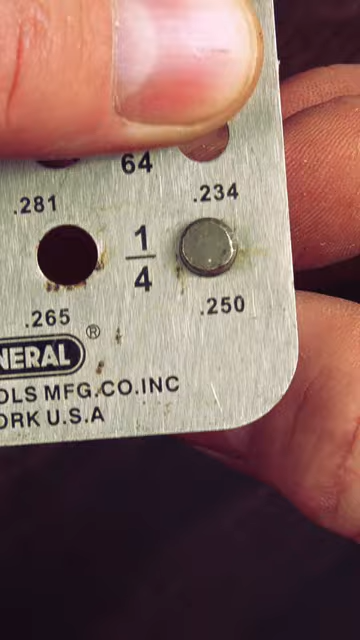 64
.281 .234
1
4
.265 .250
NERAL ®
OLS MFG.CO.INC
ORK U.S.A